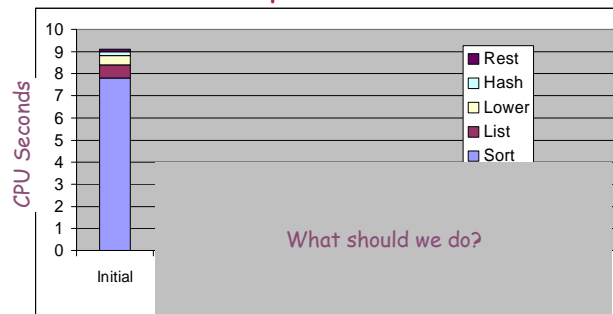 10
9
8
7
6
5
4
3
2
1
0
CPU Seconds
Initial
Rest
Hash
Lower
List
Sort
What should we do?